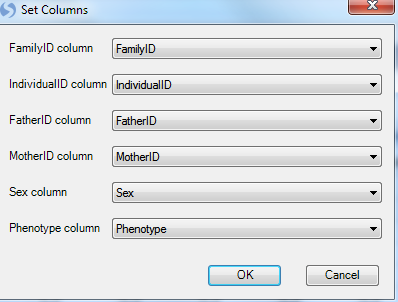 Set Columns
FamilyID column FamilyID
IndividualID column IndividualID
FatherID column FatherID
MotherID column MotherID
Sex column Sex
Phenotype column Phenotype
OK Cancel